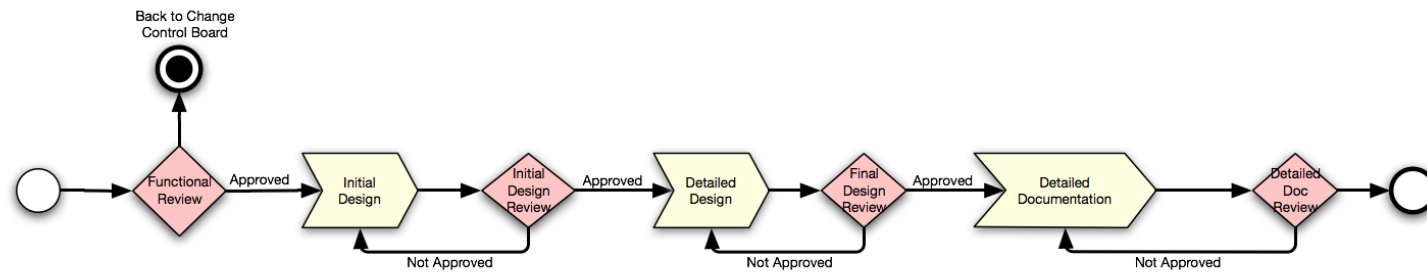 Back to Change
Control Board
Functional
Review
Approved
Initial
Design
Initial
Design
Review
Approved
Detailed
Design
Final
Design
Review
Approved
Detailed
Documentation
Detailed
Doc
Review
Not Approved
Not Approved
Not Approved